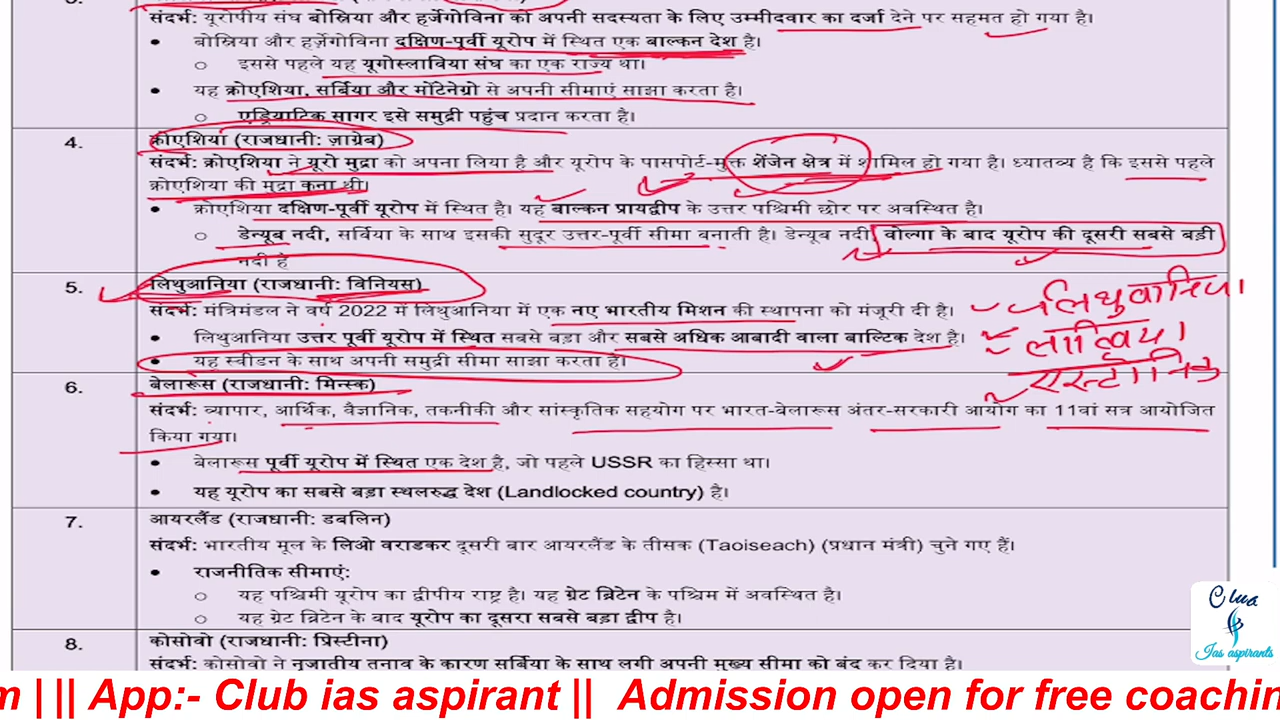 संदर्भ: यूरोपीय संघ बोस्निया और हर्जेगोविना को अपनी सदस्यता के लिए उम्मीदवार का दर्जा देने पर सहमत हो गया है।
• बोस्निया और हर्ज़ेगोविना दक्षिण-पूर्वी यूरोप में स्थित एक बाल्कन देश है।
○ इससे पहले यह यूगोस्लाविया संघ का एक राज्य था।
• यह क्रोएशिया, सर्बिया और मोंटेनेग्रो से अपनी सीमाएं साझा करता है।
○ एड्रियाटिक सागर इसे समुद्री पहुंच प्रदान करता है।
4. क्रोएशिया (राजधानी: ज़ाग्रेब)
संदर्भ: क्रोएशिया ने यूरो मुद्रा को अपना लिया है और यूरोप के पासपोर्ट-मुक्त शेंजेन क्षेत्र में शामिल हो गया है। ध्यातव्य है कि इससे पहले
क्रोएशिया की मुद्रा कुना थी।
• क्रोएशिया दक्षिण-पूर्वी यूरोप में स्थित है। यह बाल्कन प्रायद्वीप के उत्तर पश्चिमी छोर पर अवस्थित है।
○ डेन्यूब नदी, सर्बिया के साथ इसकी सुदूर उत्तर-पूर्वी सीमा बनाती है। डेन्यूब नदी वोल्गा के बाद यूरोप की दूसरी सबसे बड़ी
नदी है
5. लिथुआनिया (राजधानी: विनियस)
संदर्भ: मंत्रिमंडल ने वर्ष 2022 में लिथुआनिया में एक नए भारतीय मिशन की स्थापना को मंजूरी दी है।
• लिथुआनिया उत्तर पूर्वी यूरोप में स्थित सबसे बड़ा और सबसे अधिक आबादी वाला बाल्टिक देश है।
• यह स्वीडन के साथ अपनी समुद्री सीमा साझा करता है।
6. बेलारूस (राजधानी: मिन्स्क)
संदर्भ: व्यापार, आर्थिक, वैज्ञानिक, तकनीकी और सांस्कृतिक सहयोग पर भारत-बेलारूस अंतर-सरकारी आयोग का 11वां सत्र आयोजित
किया गया।
• बेलारूस पूर्वी यूरोप में स्थित एक देश है, जो पहले USSR का हिस्सा था।
• यह यूरोप का सबसे बड़ा स्थलरुद्ध देश (Landlocked country) है।
7. आयरलैंड (राजधानी: डबलिन)
संदर्भ: भारतीय मूल के लिओ वराडकर दूसरी बार आयरलैंड के तीसक (Taoiseach) (प्रधान मंत्री) चुने गए हैं।
• राजनीतिक सीमाएं:
○ यह पश्चिमी यूरोप का द्वीपीय राष्ट्र है। यह ग्रेट ब्रिटेन के पश्चिम में अवस्थित है।
○ यह ग्रेट ब्रिटेन के बाद यूरोप का दूसरा सबसे बड़ा द्वीप है।
8. कोसोवो (राजधानी: प्रिस्टीना)
संदर्भ: कोसोवो ने नृजातीय तनाव के कारण सर्बिया के साथ लगी अपनी मुख्य सीमा को बंद कर दिया है।
Club
Ias aspirants
m | || App:- Club ias aspirant || Admission open for free coachin